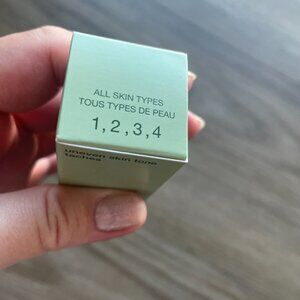 ALL SKIN TYPES
TOUS TYPES DE PEAU
1, 2, 3, 4
uneven skin tone
taches